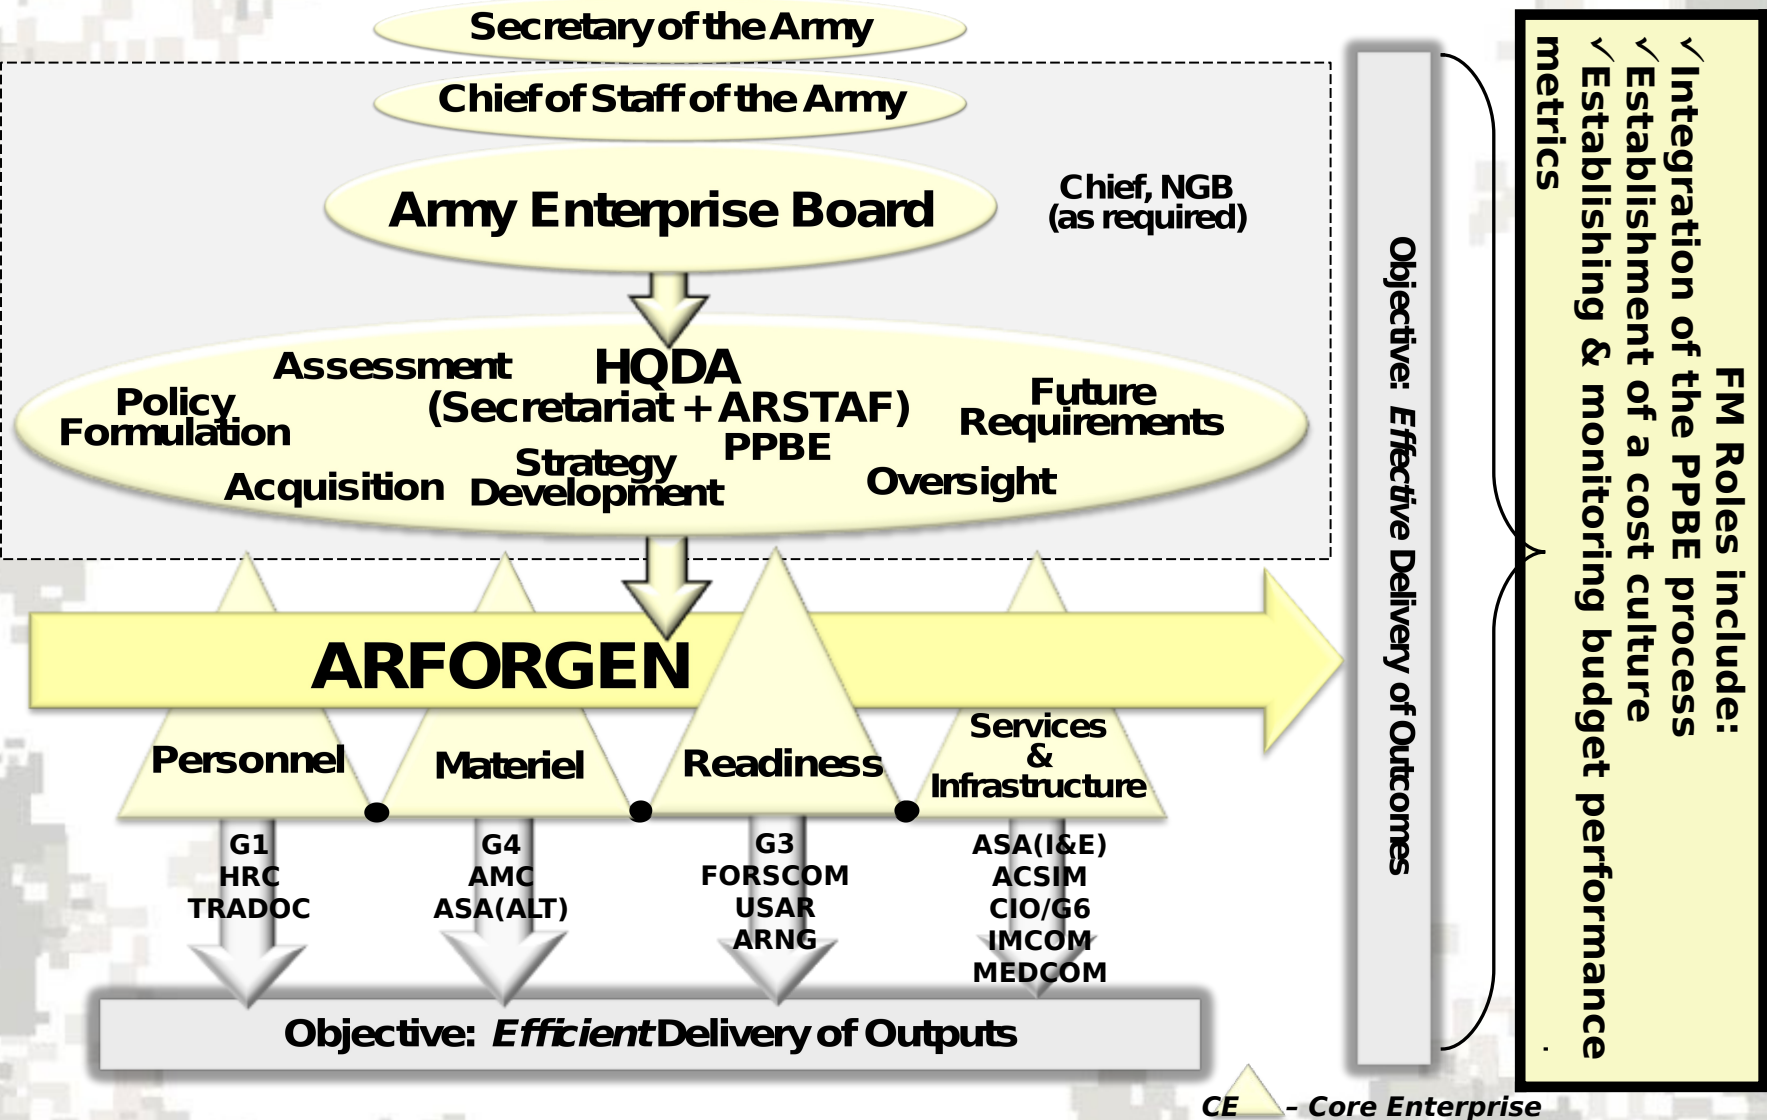 Secretary of the Army
Chief of Staff of the Army
Army Enterprise Board
Chief, NGB
(as required)
HQDA
(Secretariat + ARSTAF)
Assessment
Policy
Formulation
Acquisition
Strategy
Development
PPBE
Future
Requirements
Oversight
ARFORGEN
Personnel
Materiel
Readiness
Services
&
Infrastructure
G1
HRC
TRADOC
G4
AMC
ASA(ALT)
G3
FORSCOM
USAR
ARNG
ASA(I&E)
ACSIM
CIO/G6
IMCOM
MEDCOM
Objective: Efficient Delivery of Outputs
Objective: Effective Delivery of Outcomes
FM Roles include:
✓Integration of the PPBE process
✓Establishment of a cost culture
✓Establishing & monitoring budget performance
metrics
.
CE – Core Enterprise